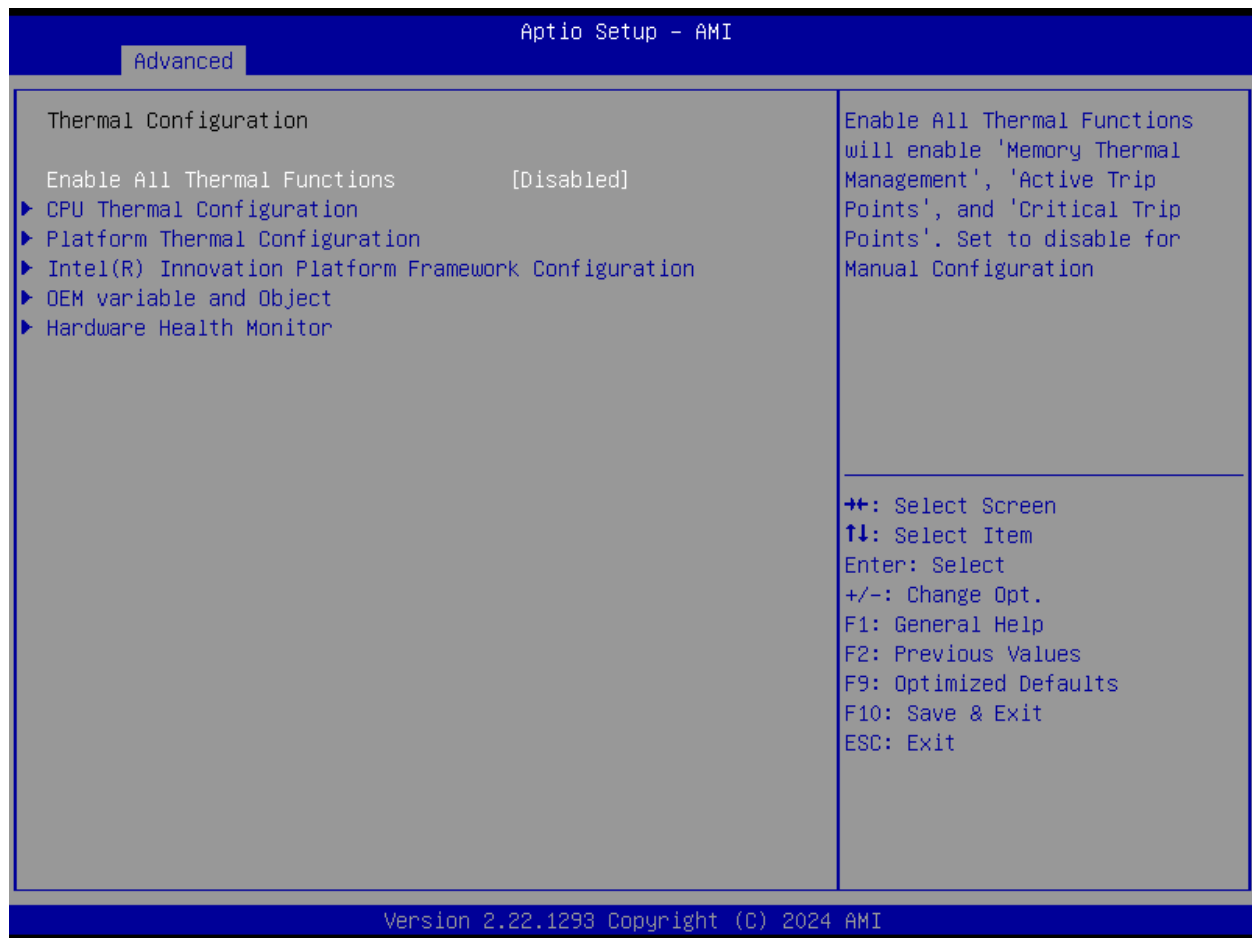 Aptio Setup – AMI
Advanced
Thermal Configuration
Enable All Thermal Functions [Disabled]
▶ CPU Thermal Configuration
▶ Platform Thermal Configuration
▶ Intel(R) Innovation Platform Framework Configuration
▶ OEM variable and Object
▶ Hardware Health Monitor
Enable All Thermal Functions
will enable 'Memory Thermal
Management', 'Active Trip
Points', and 'Critical Trip
Points'. Set to disable for
Manual Configuration
→←: Select Screen
↑↓: Select Item
Enter: Select
+/-: Change Opt.
F1: General Help
F2: Previous Values
F9: Optimized Defaults
F10: Save & Exit
ESC: Exit
Version 2.22.1293 Copyright (C) 2024 AMI